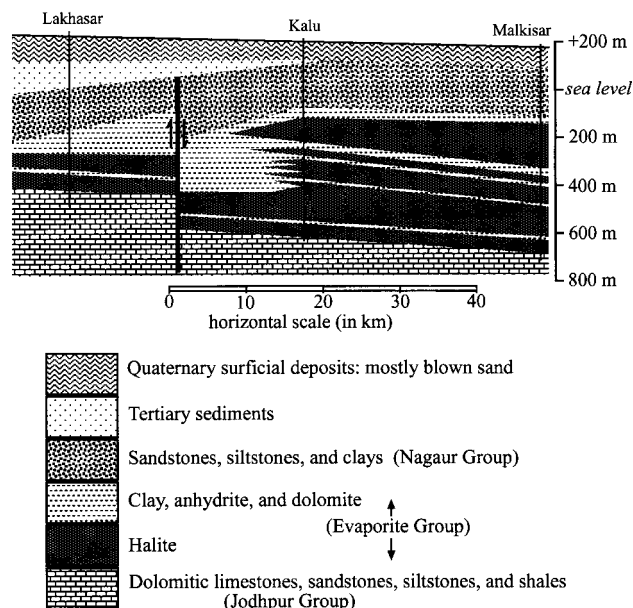 Lakhasar
Kalu
Malkisar
+200 m
sea level
200 m
400 m
600 m
800 m
0 10 20 30 40
horizontal scale (in km)
Quaternary surficial deposits: mostly blown sand
Tertiary sediments
Sandstones, siltstones, and clays (Nagaur Group)
Clay, anhydrite, and dolomite
(Evaporite Group)
Halite
Dolomitic limestones, sandstones, siltstones, and shales
(Jodhpur Group)